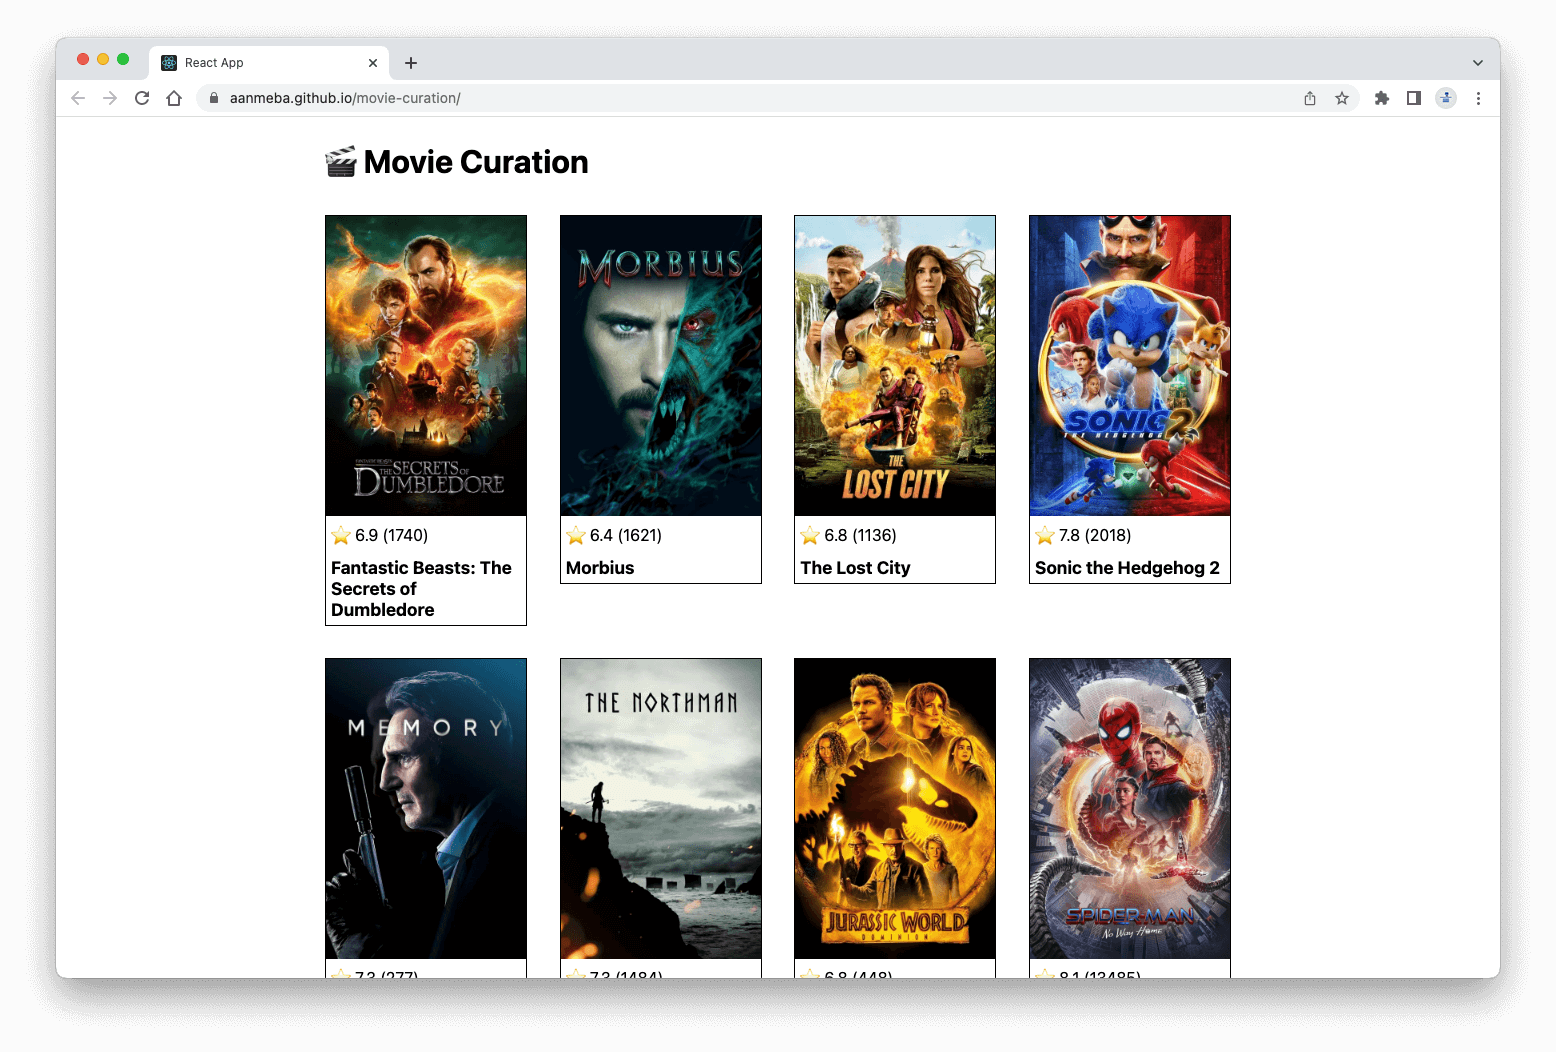 React App
aanmeba.github.io/movie-curation/
Movie Curation
FANTASTIC BEASTS
THE SECRETS OF
DUMBLEDORE
MORBIUS
THE
LOST CITY
SONIC 2
THE HEDGEHOG
6.9 (1740)
6.4 (1621)
6.8 (1136)
7.8 (2018)
Fantastic Beasts: The
Secrets of
Dumbledore
Morbius
The Lost City
Sonic the Hedgehog 2
MEMORY
THE NORTHMAN
JURASSIC WORLD
DOMINION
SPIDER-MAN
No Way Home
7.3 (277)
7.3 (1484)
6.8 (448)
8.1 (13485)